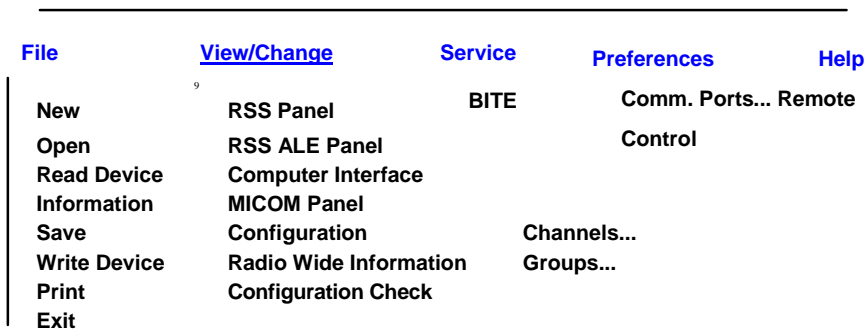 File View/Change Service Preferences Help
9
New RSS Panel BITE Comm. Ports... Remote
Open RSS ALE Panel Control
Read Device Computer Interface
Information MICOM Panel
Save Configuration Channels...
Write Device Radio Wide Information Groups...
Print Configuration Check
Exit